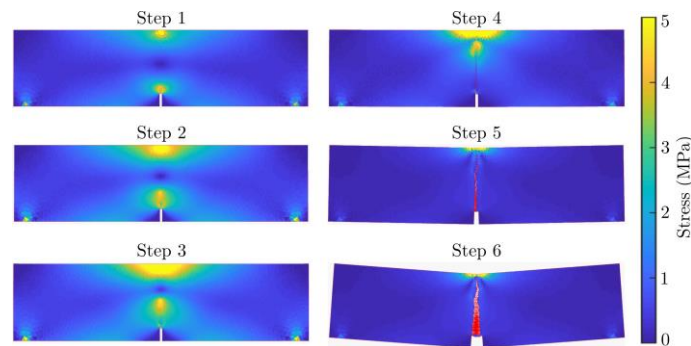 Step 1
Step 4
Step 2
Step 5
Step 3
Step 6
5
4
3
2
1
0
Stress (MPa)